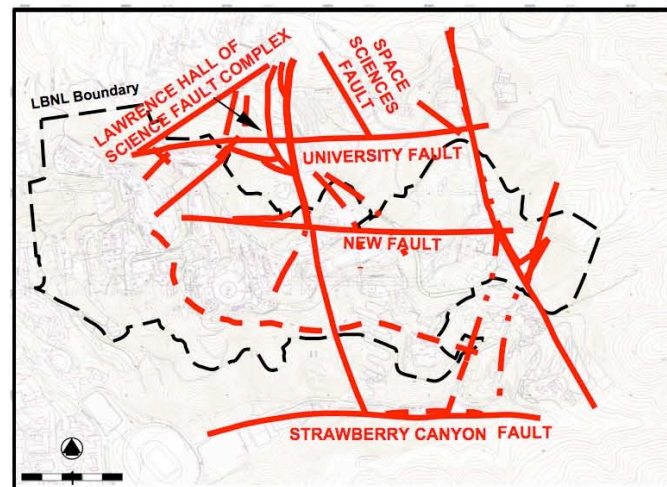 LBNL Boundary
LAWRENCE HALL OF
SCIENCE FAULT COMPLEX
SPACE
SCIENCES
FAULT
UNIVERSITY FAULT
NEW FAULT
STRAWBERRY CANYON FAULT